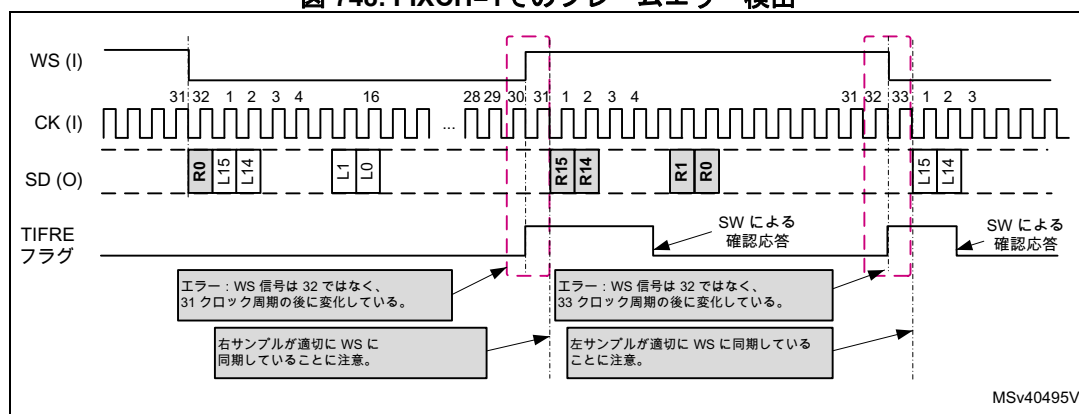 図 748. FIXCH=1でのフレームエラー検出
WS (I)
31 32 1 2 3 4 16 28 29 30 31 1 2 3 4 31 32 33 1 2 3
CK (I)
...
SD (O)
R0 L15 L14 L1 L0 R15 R14 R1 R0 L15 L14
TIFRE
フラグ
SW による
確認応答
SW による
確認応答
エラー：WS 信号は 32 ではなく、
31 クロック周期の後に変化している。
エラー：WS 信号は 32 ではなく、
33 クロック周期の後に変化している。
右サンプルが適切に WS に
同期していることに注意。
左サンプルが適切に WS に同期している
ことに注意。
MSv40495V